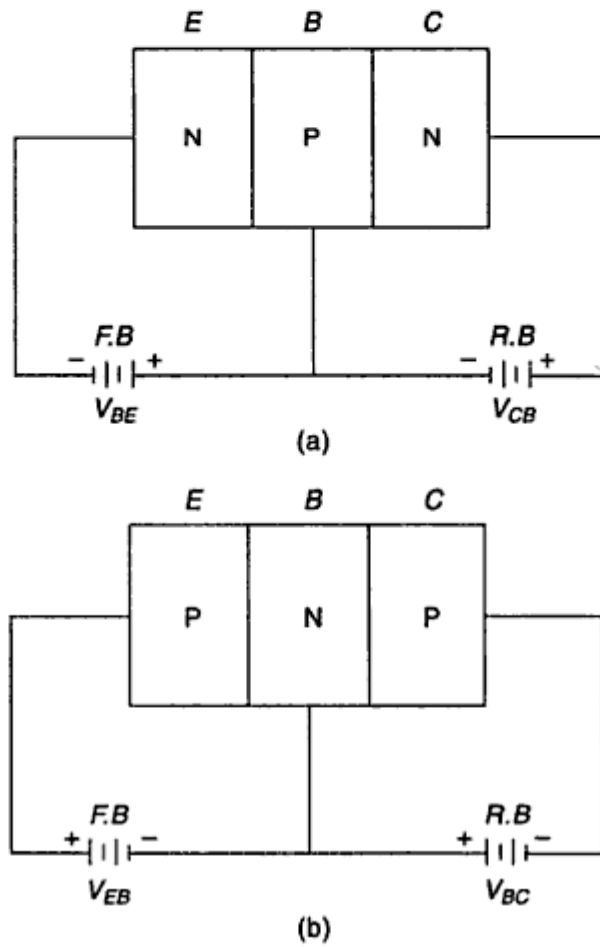 E B C
N P N
F.B R.B
− + − +
V_BE V_CB
(a)
E B C
P N P
F.B R.B
+ − + −
V_EB V_BC
(b)